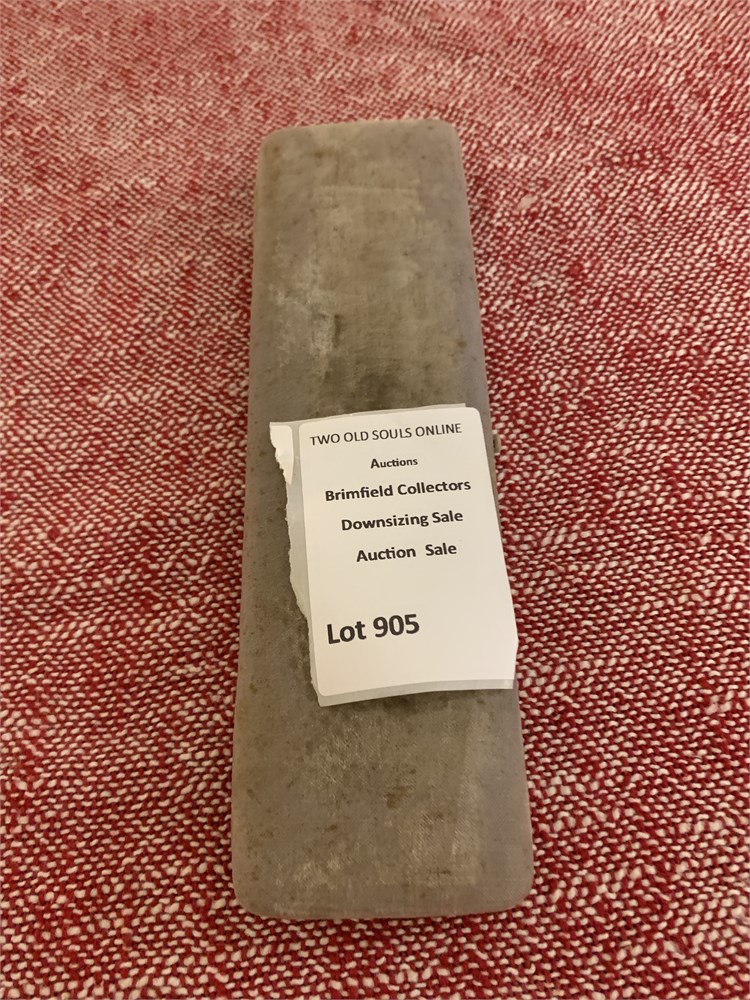 TWO OLD SOULS ONLINE
Auctions
Brimfield Collectors
Downsizing Sale
Auction Sale
Lot 905